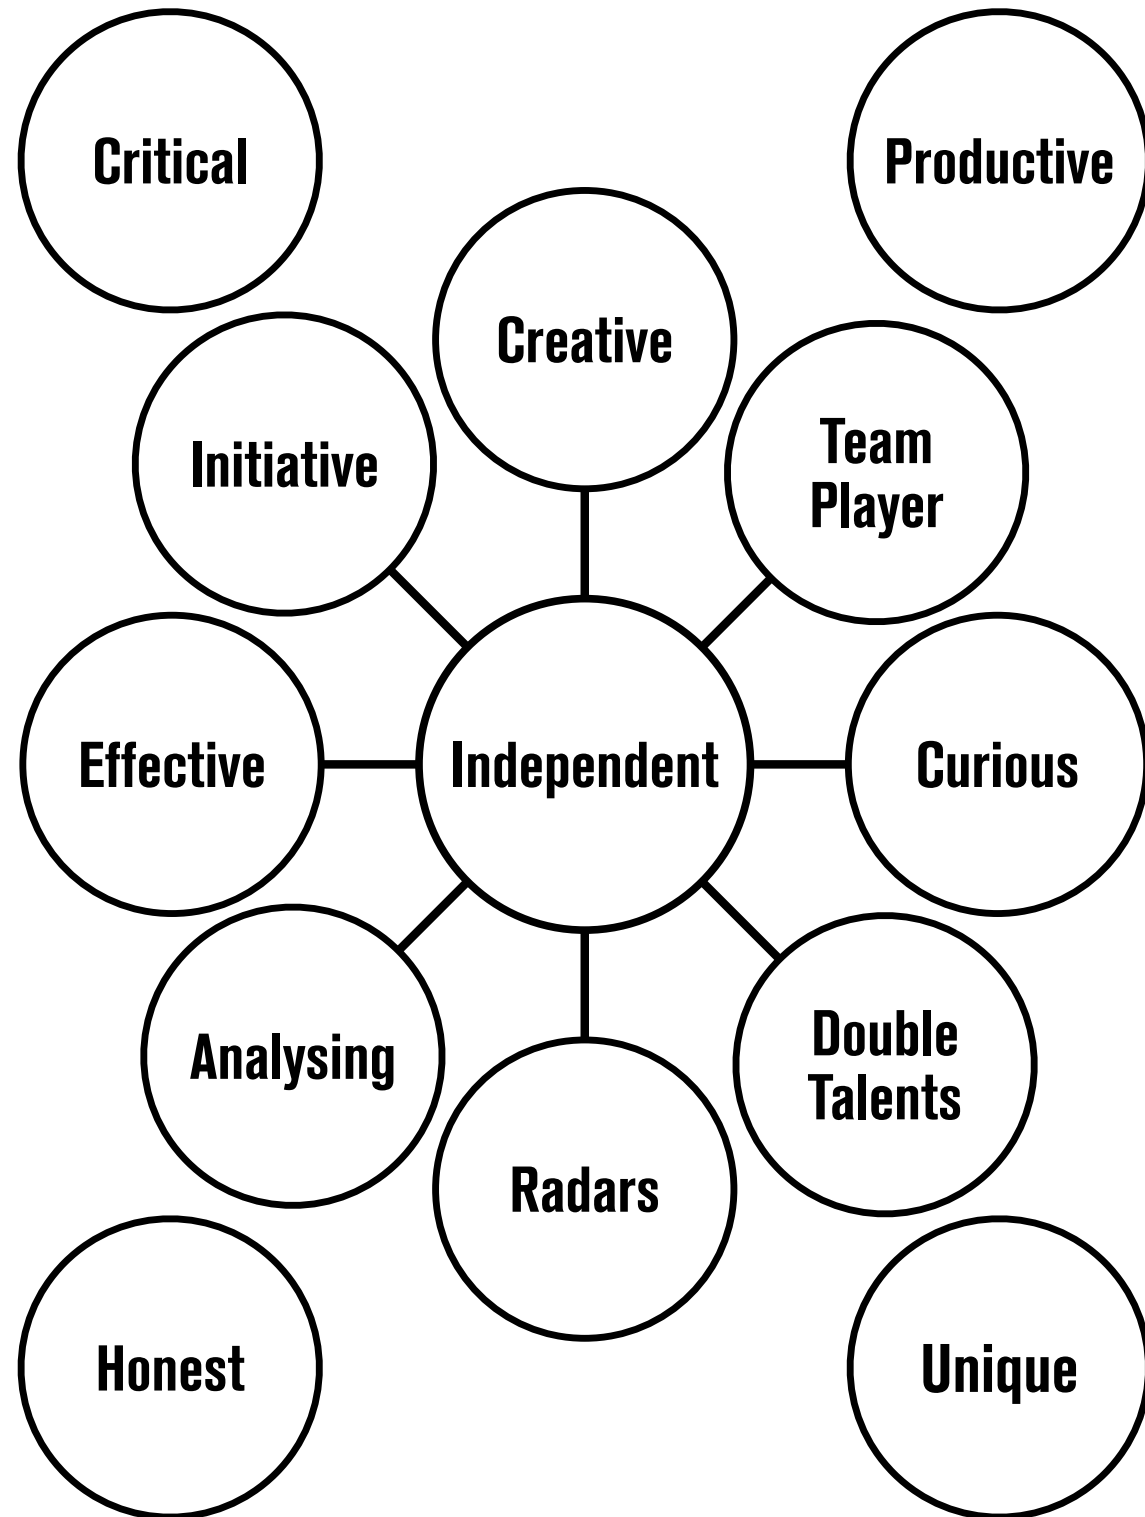 Critical
Productive
Creative
Initiative
Team
Player
Effective
Independent
Curious
Analysing
Double
Talents
Radars
Honest
Unique